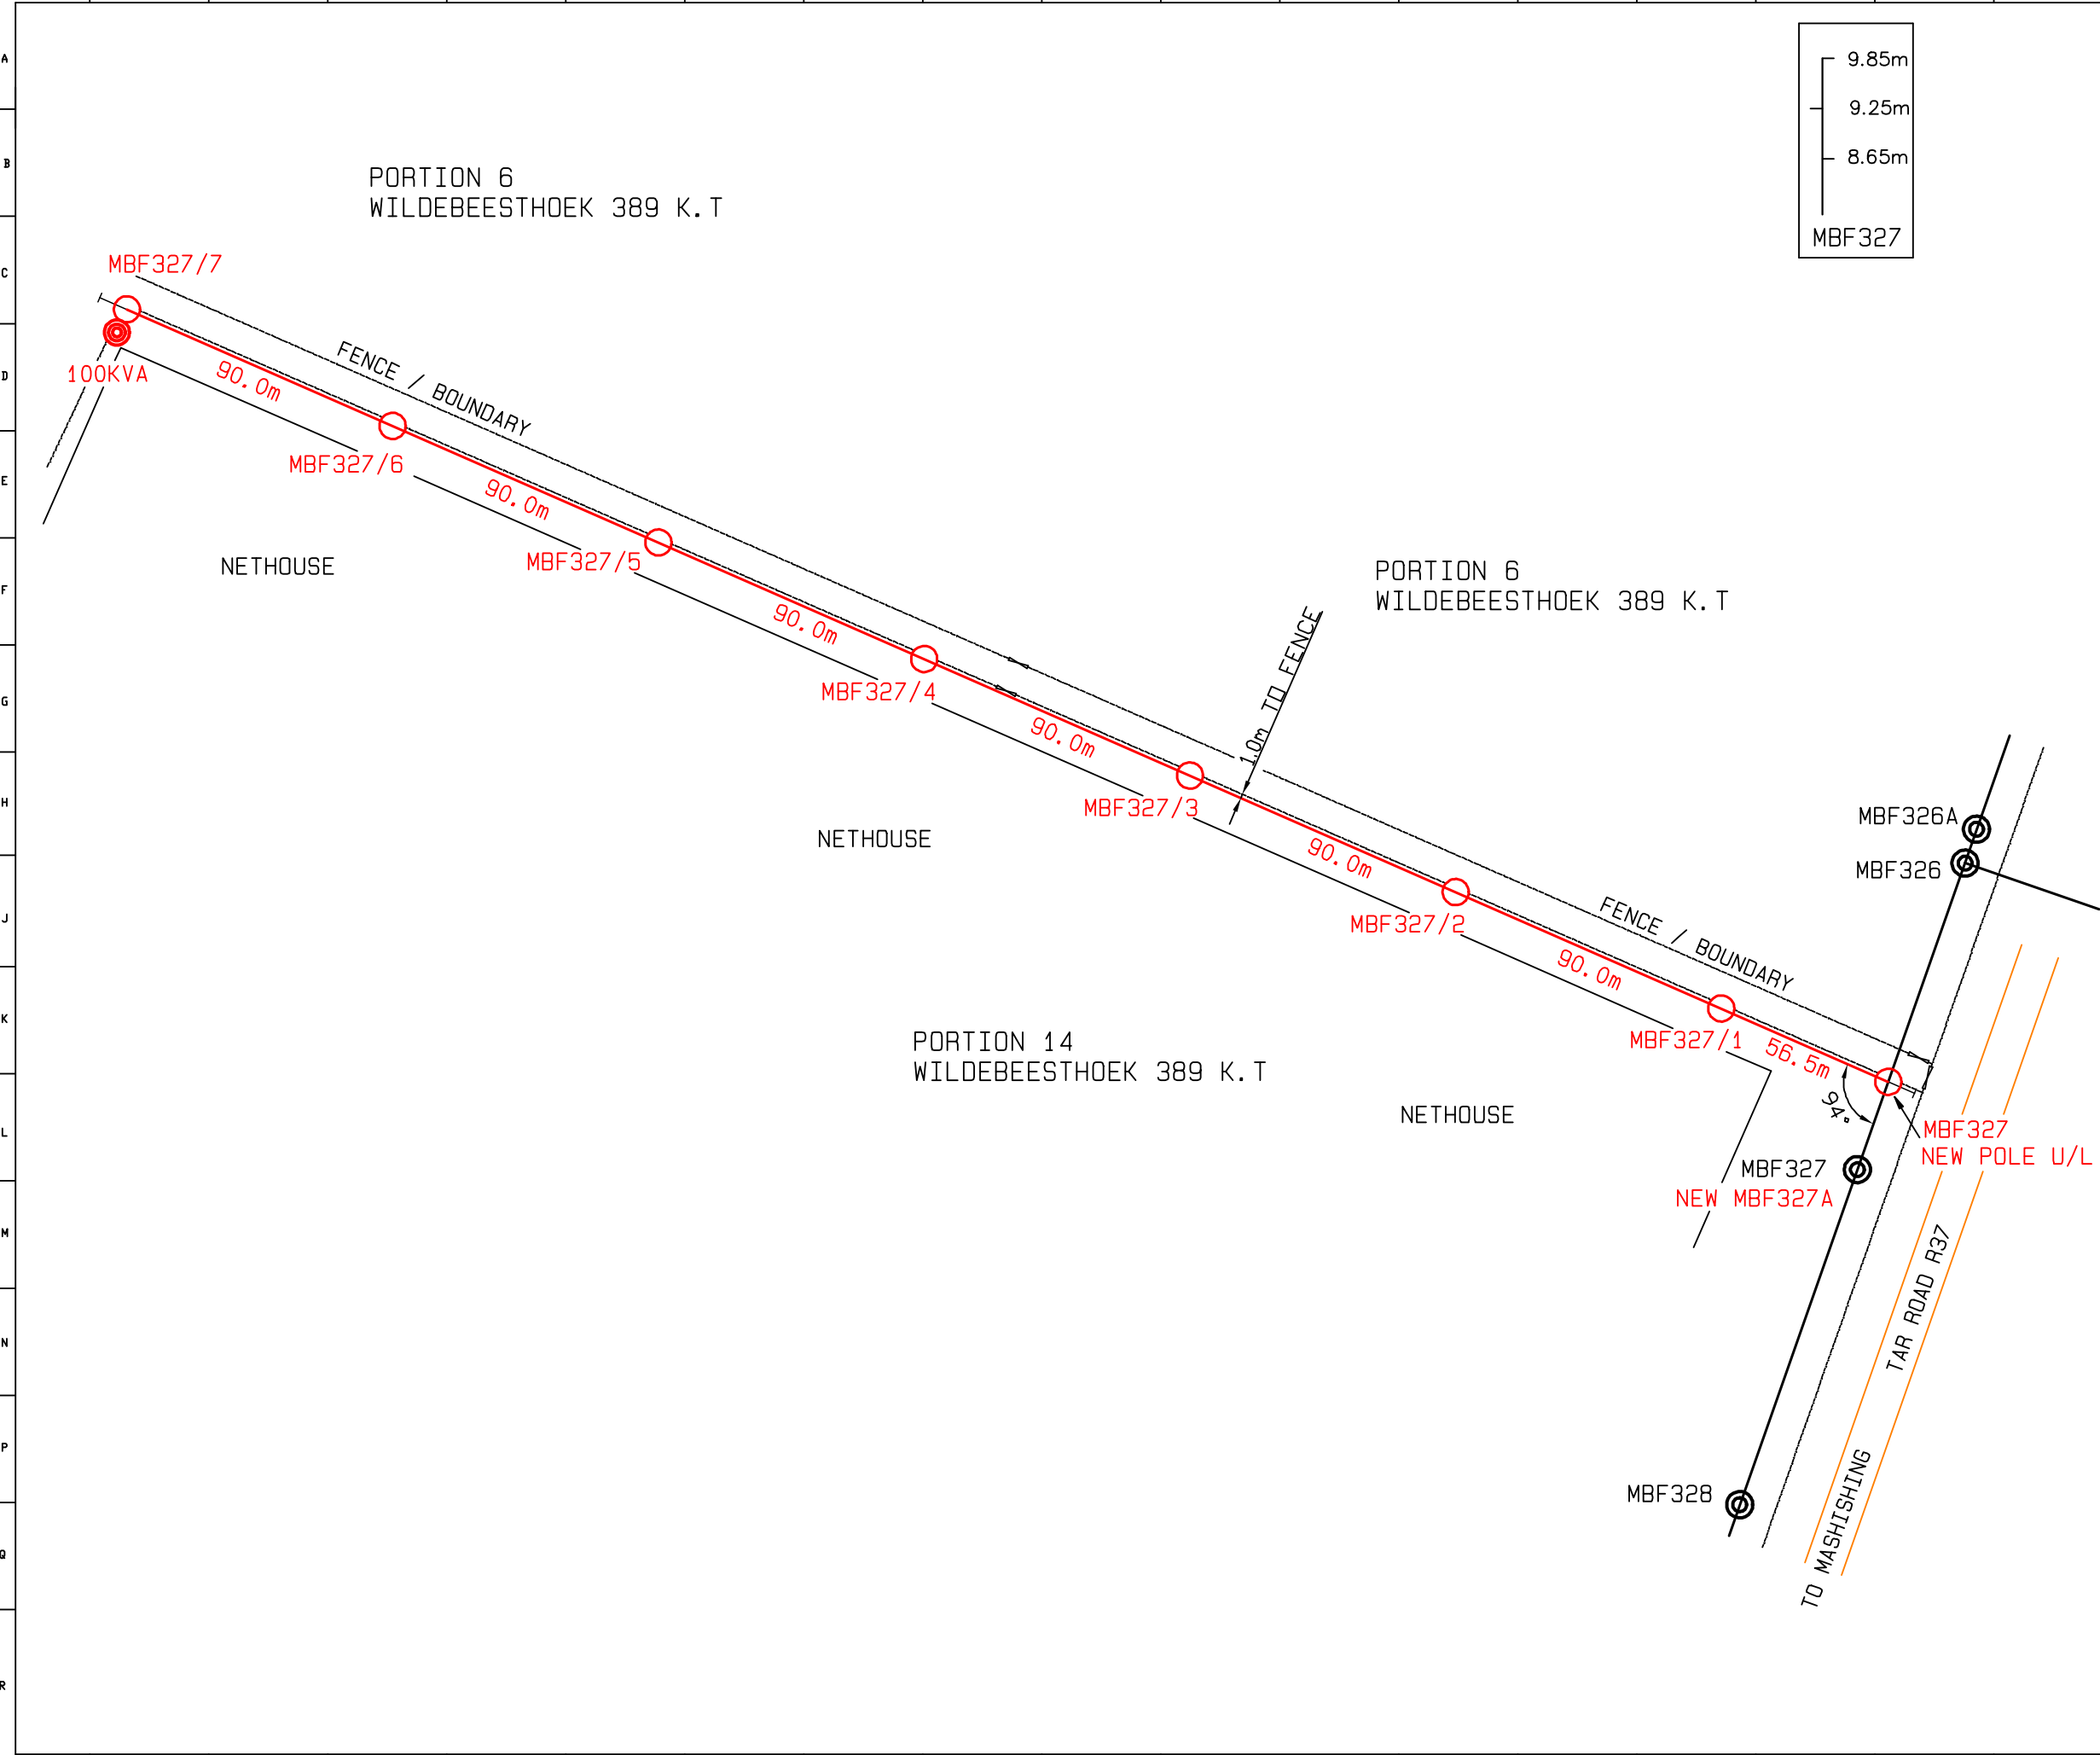 A
B
C
D
E
F
G
H
J
K
L
M
N
P
Q
R
9.85m
9.25m
8.65m
MBF327
PORTION 6
WILDEBEESTHOEK 389 K.T
MBF327/7
100KVA
90.0m
FENCE / BOUNDARY
MBF327/6
90.0m
NETHOUSE
MBF327/5
90.0m
MBF327/4
90.0m
PORTION 6
WILDEBEESTHOEK 389 K.T
1.0m TO FENCE
MBF327/3
NETHOUSE
90.0m
MBF327/2
90.0m
FENCE / BOUNDARY
MBF326A
MBF326
MBF327/1
56.5m
94°
PORTION 14
WILDEBEESTHOEK 389 K.T
NETHOUSE
MBF327
NEW POLE U/L
MBF327
NEW MBF327A
TAR ROAD R37
TO MASHISHING
MBF328